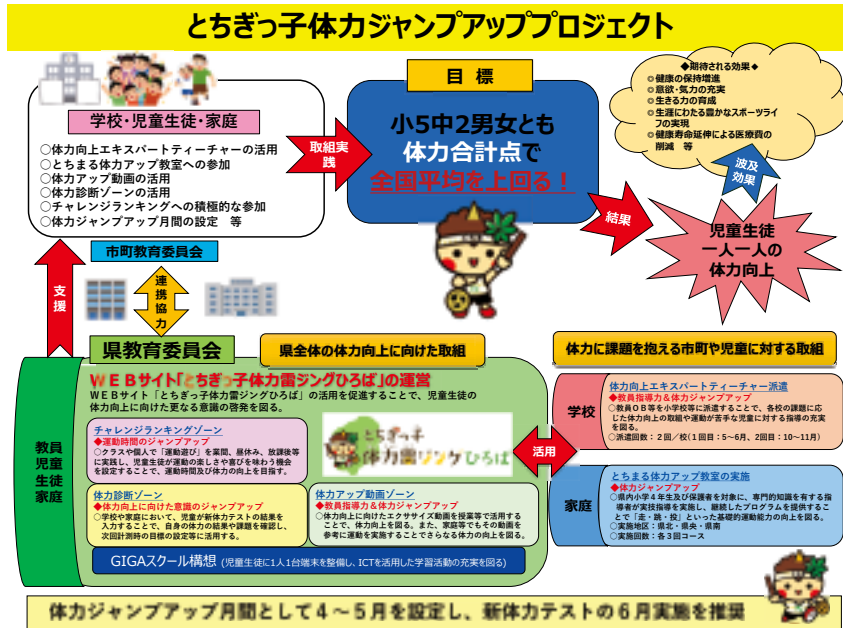 とちぎっ子体力ジャンプアッププロジェクト
学校・児童生徒・家庭
○体力向上エキスパートティーチャーの活用
○とちまる体力アップ教室への参加
○体力アップ動画の活用
○体力診断ゾーンの活用
○チャレンジランキングへの積極的な参加
○体力ジャンプアップ月間の設定 等
取組実
践
目 標
小5中2男女とも
体力合計点で
全国平均を上回る！
◆期待される効果◆
◎健康の保持増進
◎意欲・気力の充実
◎生きる力の育成
◎生涯にわたる豊かなスポーツライ
フの実現
◎健康寿命延伸による医療費の
削減 等
波及
効果
結果
児童生徒
一人一人の
体力向上
支援
市町教育委員会
連携協力
県教育委員会
県全体の体力向上に向けた取組
教員
児童
生徒
家庭
ＷＥＢサイト「とちぎっ子体力雷ジングひろば」の運営
ＷＥＢサイト「とちぎっ子体力雷ジングひろば」の活用を促進することで、児童生徒の
体力向上に向けた更なる意識の啓発を図る。
チャレンジランキングゾーン
◆運動時間のジャンプアップ
○クラスや個人で「運動遊び」を業間、昼休み、放課後等
に実践し、児童生徒が運動の楽しさや喜びを味わう機会
を設定することで、運動時間及び体力の向上を目指す。
とちぎっ子
体力雷ジングひろば
体力診断ゾーン
◆体力向上に向けた意識のジャンプアップ
○学校や家庭において、児童が新体力テストの結果を
入力することで、自身の体力の結果や課題を確認し、
次回計測時の目標の設定等に活用する。
体力アップ動画ゾーン
◆教員指導力＆体力ジャンプアップ
○体力向上に向けたエクササイズ動画を授業等で活用する
ことで、体力向上を図る。また、家庭等でもその動画を
参考に運動を実施することでさらなる体力の向上を図る。
GIGAスクール構想 (児童生徒に1人1台端末を整備し、ICTを活用した学習活動の充実を図る)
活用
体力に課題を抱える市町や児童に対する取組
学校
体力向上エキスパートティーチャー派遣
◆教員指導力＆体力ジャンプアップ
○教員ＯＢ等を小学校等に派遣することで、各校の課題に応
じた体力向上の取組や運動が苦手な児童に対する指導の充実
を図る。
○派遣回数：２回／校(１回目：5～6月、2回目：10～11月)
家庭
とちまる体力アップ教室の実施
◆体力ジャンプアップ
○県内小学４年生及び保護者を対象に、専門的知識を有する指
導者が実技指導を実施し、継続したプログラムを提供するこ
とで「走・跳・投」といった基礎的運動能力の向上を図る。
○実施地区：県北・県央・県南
○実施回数：各３回コース
体力ジャンプアップ月間として４～５月を設定し、新体力テストの６月実施を推奨